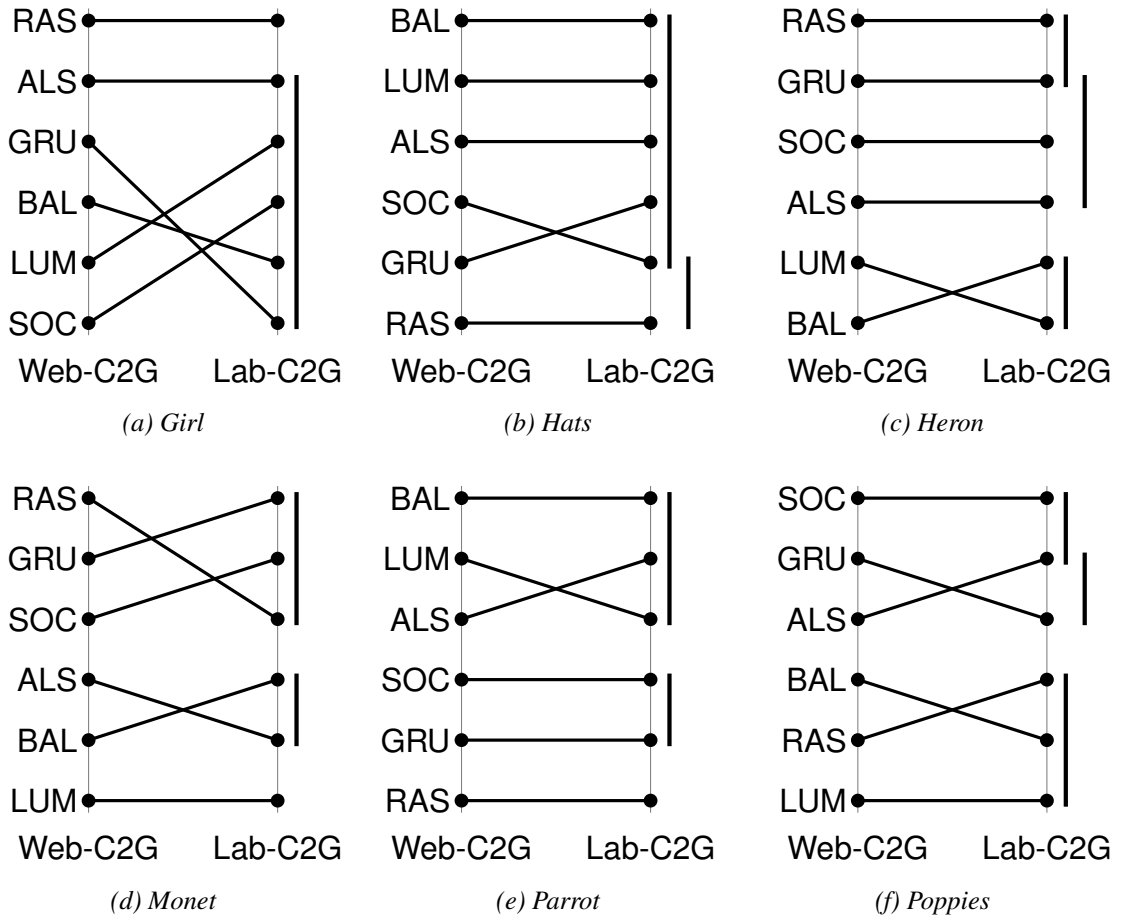 RAS
ALS
GRU
BAL
LUM
SOC
Web-C2G Lab-C2G
(a) Girl
BAL
LUM
ALS
SOC
GRU
RAS
Web-C2G Lab-C2G
(b) Hats
RAS
GRU
SOC
ALS
LUM
BAL
Web-C2G Lab-C2G
(c) Heron
RAS
GRU
SOC
ALS
BAL
LUM
Web-C2G Lab-C2G
(d) Monet
BAL
LUM
ALS
SOC
GRU
RAS
Web-C2G Lab-C2G
(e) Parrot
SOC
GRU
ALS
BAL
RAS
LUM
Web-C2G Lab-C2G
(f) Poppies